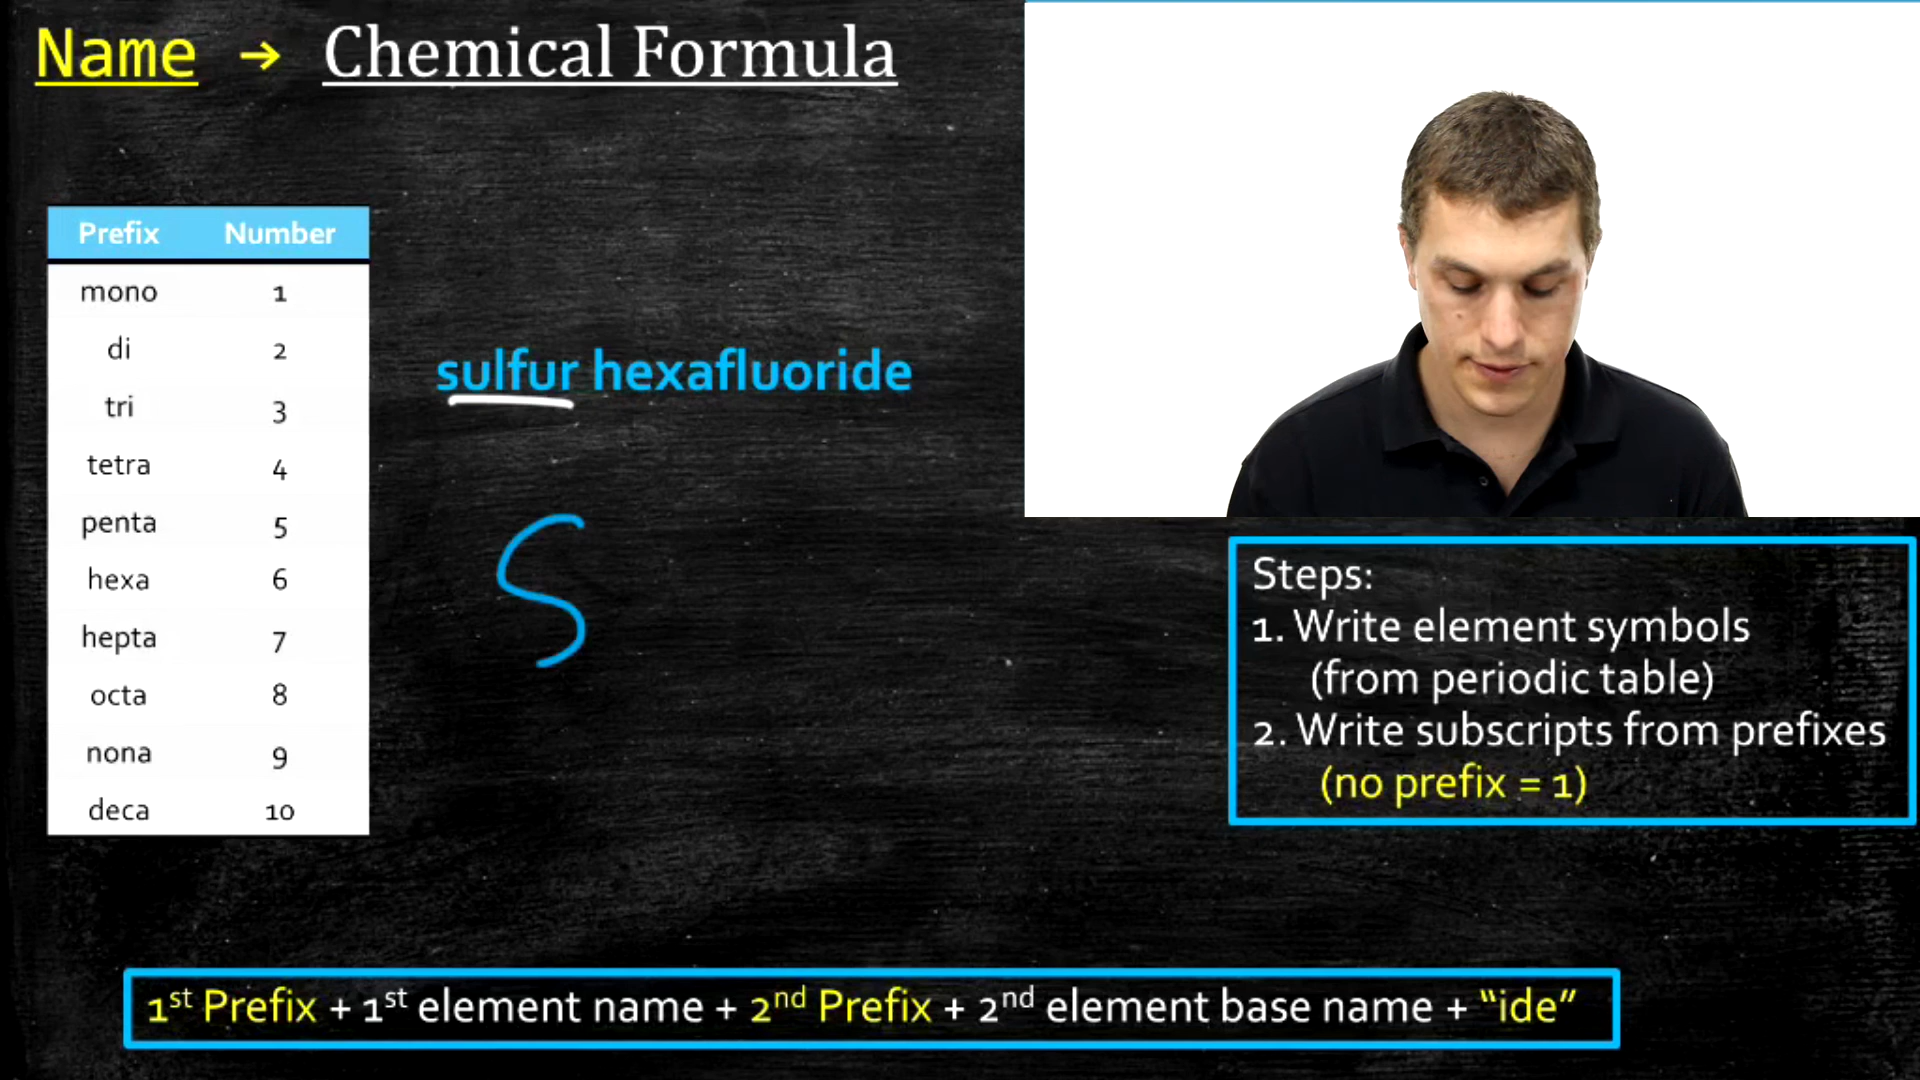 Name → Chemical Formula
Prefix Number
mono 1
di 2
tri 3
tetra 4
penta 5
hexa 6
hepta 7
octa 8
nona 9
deca 10
sulfur hexafluoride
S
Steps:
1. Write element symbols
(from periodic table)
2. Write subscripts from prefixes
(no prefix = 1)
1st Prefix + 1st element name + 2nd Prefix + 2nd element base name + “ide”